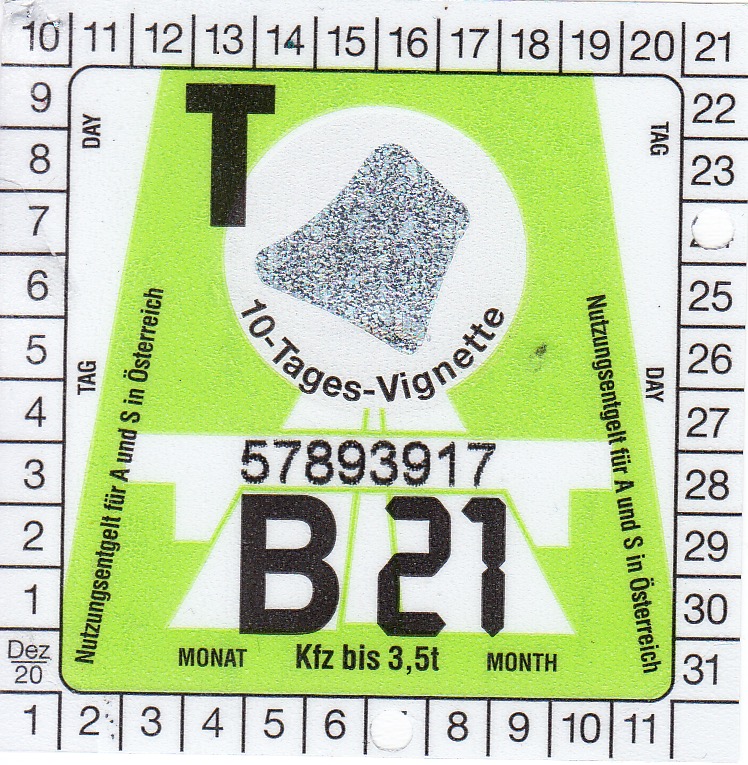 10 11 12 13 14 15 16 17 18 19 20 21
9
8
7
6
5
4
3
2
1
Dez
20
22
23
25
26
27
28
29
30
31
DAY
TAG
TAG
DAY
T
10-Tages-Vignette
Nutzungsentgelt für A und S in Österreich
Nutzungsentgelt für A und S in Österreich
57893917
B 21
MONAT Kfz bis 3,5t MONTH
1 2 3 4 5 6 8 9 10 11